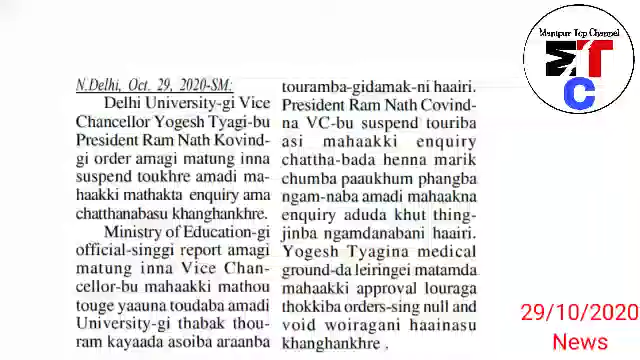 N.Delhi, Oct. 29, 2020-SM:
Delhi University-gi Vice
Chancellor Yogesh Tyagi-bu
President Ram Nath Kovind-
gi order amagi matung inna
suspend toukhre amadi ma-
haakki mathakta enquiry ama
chatthanabasu khanghankhre.
Ministry of Education-gi
official-singgi report amagi
matung inna Vice Chan-
cellor-bu mahaakki mathou
touge yaauna toudaba amadi
University-gi thabak thou-
ram kayaada asoiba araanba
touramba-gidamak-ni haairi.
President Ram Nath Covind-
na VC-bu suspend touriba
asi mahaakki enquiry
chattha-bada henna marik
chumba paaukhum phangba
ngam-naba amadi mahaakna
enquiry aduda khut thing-
jinba ngamdanabani haairi.
Yogesh Tyagina medical
ground-da leiringei matamda
mahaakki approval louraga
thokkiba orders-sing null and
void woiragani haainasu
khanghankhre .
Manipur Top Channel
MTC
29/10/2020
News